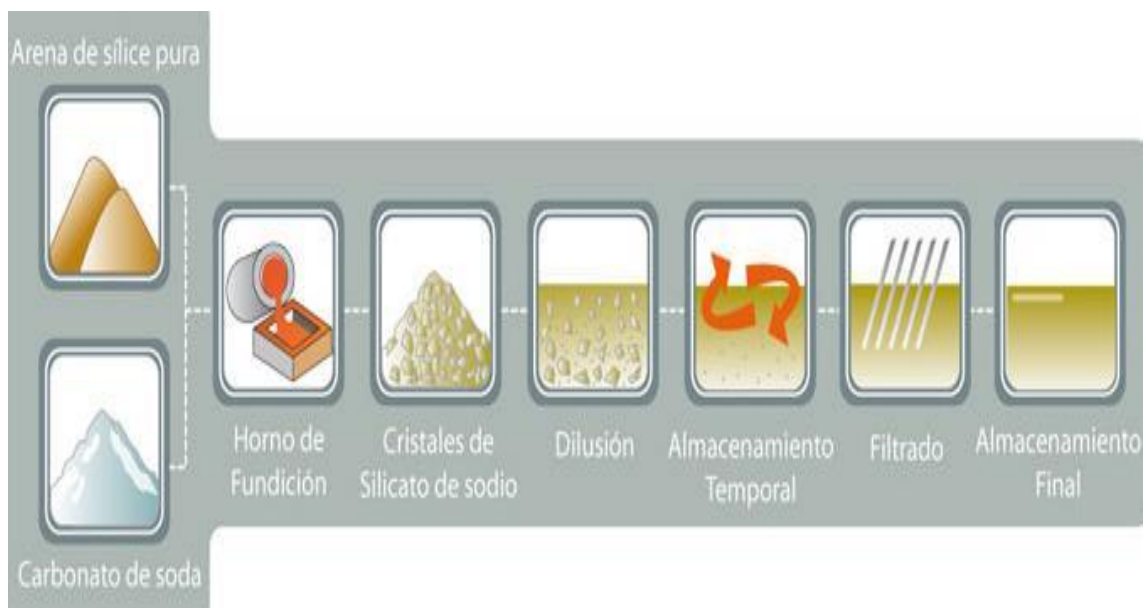 Arena de sílice pura
Carbonato de soda
Horno de
Fundición
Cristales de
Silicato de sodio
Dilusión
Almacenamiento
Temporal
Filtrado
Almacenamiento
Final